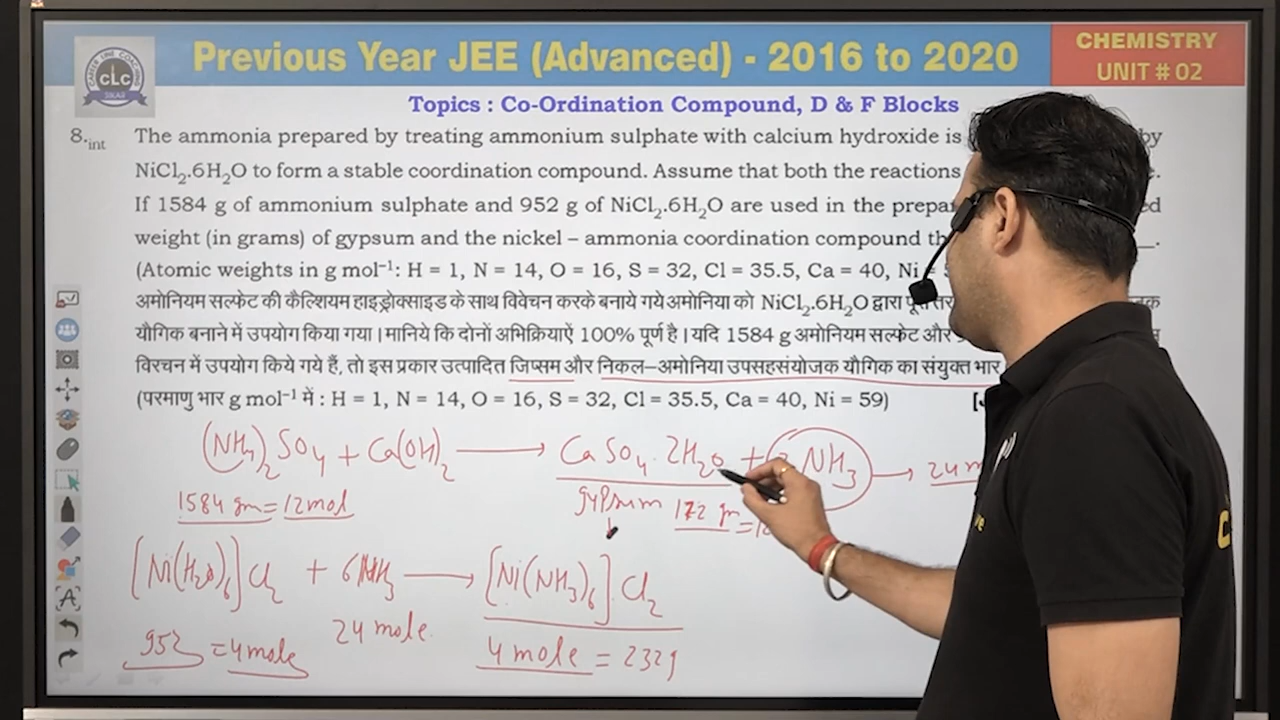 CLC
Previous Year JEE (Advanced) - 2016 to 2020
CHEMISTRY
UNIT # 02
Topics : Co-Ordination Compound, D & F Blocks
8.int The ammonia prepared by treating ammonium sulphate with calcium hydroxide is by
NiCl₂.6H₂O to form a stable coordination compound. Assume that both the reactions
If 1584 g of ammonium sulphate and 952 g of NiCl₂.6H₂O are used in the
weight (in grams) of gypsum and the nickel – ammonia coordination compound
(Atomic weights in g mol⁻¹: H = 1, N = 14, O = 16, S = 32, Cl = 35.5, Ca = 40, Ni =
अमोनियम सल्फेट की कैल्शियम हाइड्रोक्साइड के साथ विवेचन करके बनाये गये अमोनिया को NiCl₂.6H₂O द्वारा
यौगिक बनाने में उपयोग किया गया। मानिये कि दोनों अभिक्रियाऐं 100% पूर्ण है। यदि 1584 g अमोनियम सल्फेट और
विरचन में उपयोग किये गये हैं, तो इस प्रकार उत्पादित जिप्सम और निकल–अमोनिया उपसहसंयोजक यौगिक का संयुक्त भार
(परमाणु भार g mol⁻¹ में : H = 1, N = 14, O = 16, S = 32, Cl = 35.5, Ca = 40, Ni = 59)
(NH₄)₂SO₄ + Ca(OH)₂ ⟶ CaSO₄.2H₂O + 2NH₃ → 24
1584 gm = 12mol gypsum 172 gm =
[Ni(H₂O)₆]Cl₂ + 6NH₃ ⟶ [Ni(NH₃)₆].Cl₂
952 = 4mole 24 mole. 4 mole = 232g